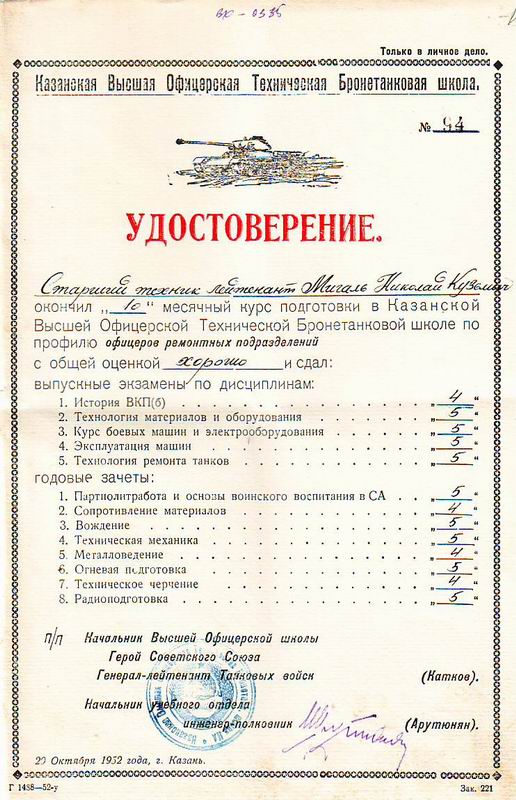 вх - 0335
Только в личное дело.
Казанская Высшая Офицерская Техническая Бронетанковая школа.
№ 94
УДОСТОВЕРЕНИЕ.
Старший техник лейтенант Мигаль Николай Кузьмич
окончил „10“ месячный курс подготовки в Казанской
Высшей Офицерской Технической Бронетанковой школе по
профилю офицеров ремонтных подразделений
с общей оценкой хорошо и сдал:
выпускные экзамены по дисциплинам:
1. История ВКП(б) „4“
2. Технология материалов и оборудования „5“
3. Курс боевых машин и электрооборудования „5“
4. Эксплуатация машин „5“
5. Технология ремонта танков „5“
годовые зачеты:
1. Партполитработа и основы воинского воспитания в СА „5“
2. Сопротивление материалов „4“
3. Вождение „5“
4. Техническая механика „5“
5. Металловедение „4“
6. Огневая подготовка „5“
7. Техническое черчение „4“
8. Радиоподготовка „5“
п/п Начальник Высшей Офицерской школы
Герой Советского Союза
Генерал-лейтенант Танковых войск (Катков).
Начальник учебного отдела
инженер-полковник (Арутюнян).
29 Октября 1952 года, г. Казань.
Г 1488—52-у Зак. 221